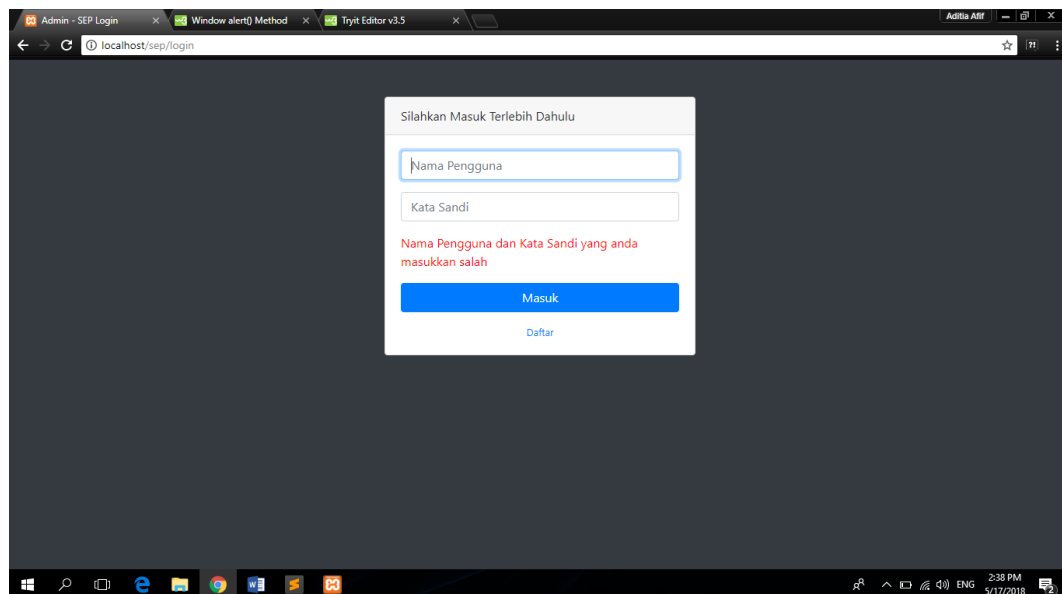 Admin - SEP Login
Window alert() Method
Tryit Editor v3.5
Aditia Afif
localhost/sep/login
Silahkan Masuk Terlebih Dahulu
Nama Pengguna
Kata Sandi
Nama Pengguna dan Kata Sandi yang anda
masukkan salah
Masuk
Daftar
ENG
2:38 PM
5/17/2018